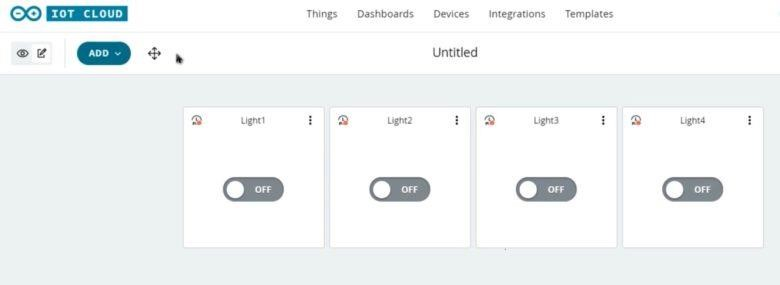 IOT CLOUD Things Dashboards Devices Integrations Templates
ADD Untitled
Light1 Light2 Light3 Light4
OFF OFF OFF OFF